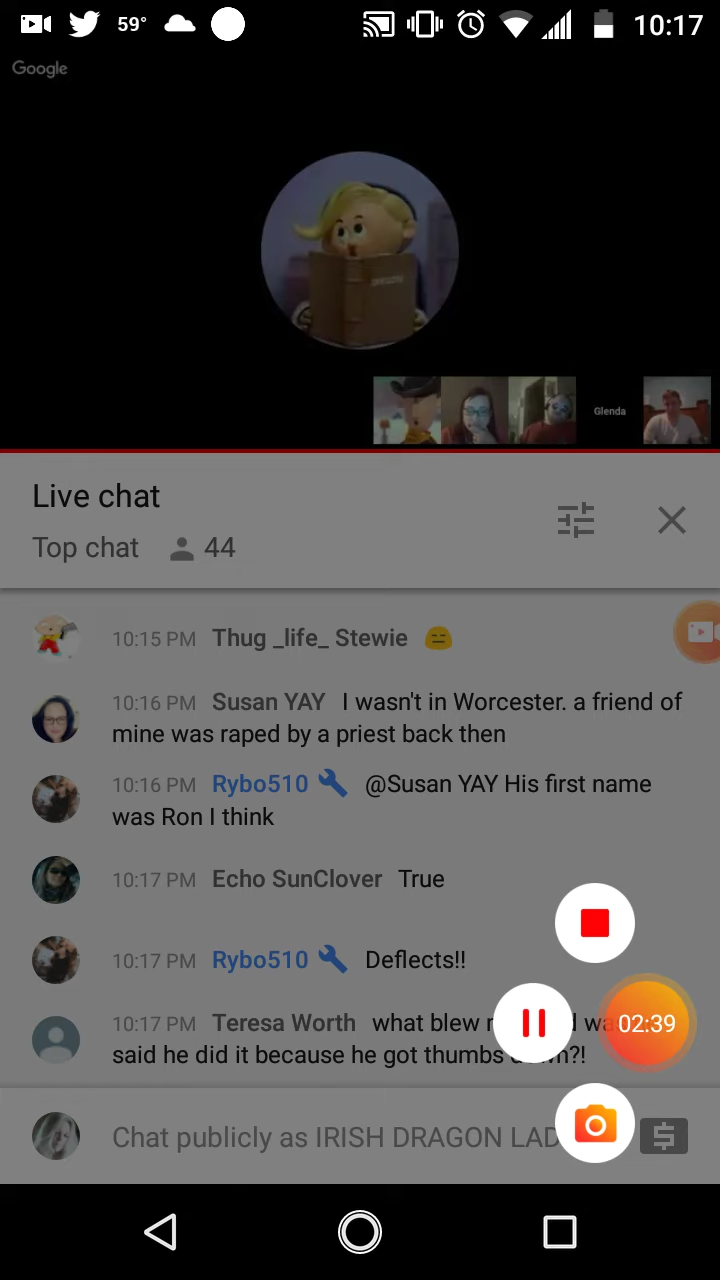 59° 10:17
Google
Glenda
Live chat
Top chat 44
10:15 PM Thug _life_ Stewie
10:16 PM Susan YAY I wasn't in Worcester. a friend of
mine was raped by a priest back then
10:16 PM Rybo510 @Susan YAY His first name
was Ron I think
10:17 PM Echo SunClover True
10:17 PM Rybo510 Deflects!!
10:17 PM Teresa Worth what blew
02:39
said he did it because he got thumbs
Chat publicly as IRISH DRAGON LAD